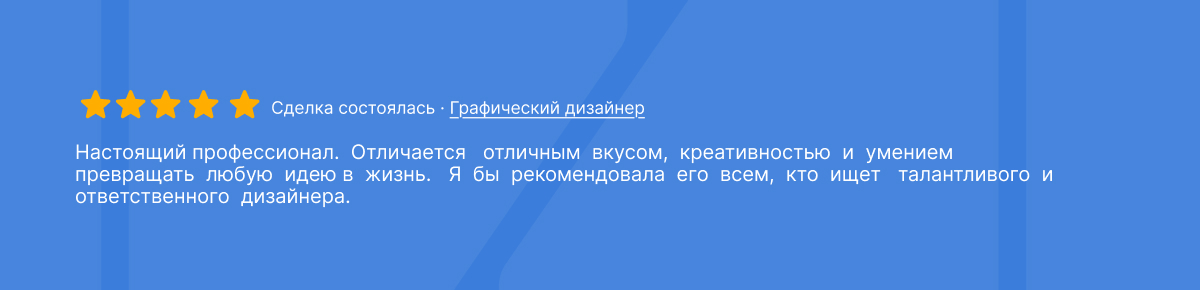 Сделка состоялась · Графический дизайнер
Настоящий профессионал. Отличается отличным вкусом, креативностью и умением
превращать любую идею в жизнь. Я бы рекомендовала его всем, кто ищет талантливого и
ответственного дизайнера.